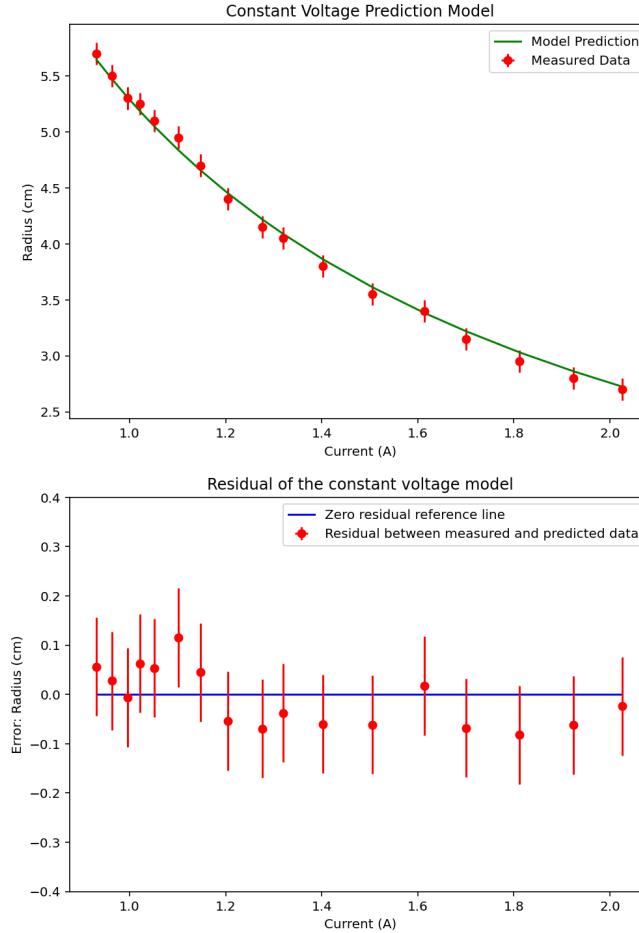 Constant Voltage Prediction Model
Model Prediction
Measured Data
Radius (cm)
5.5
5.0
4.5
4.0
3.5
3.0
2.5
1.0 1.2 1.4 1.6 1.8 2.0
Current (A)
Residual of the constant voltage model
Zero residual reference line
Residual between measured and predicted data
Error: Radius (cm)
0.4
0.3
0.2
0.1
0.0
−0.1
−0.2
−0.3
−0.4
1.0 1.2 1.4 1.6 1.8 2.0
Current (A)